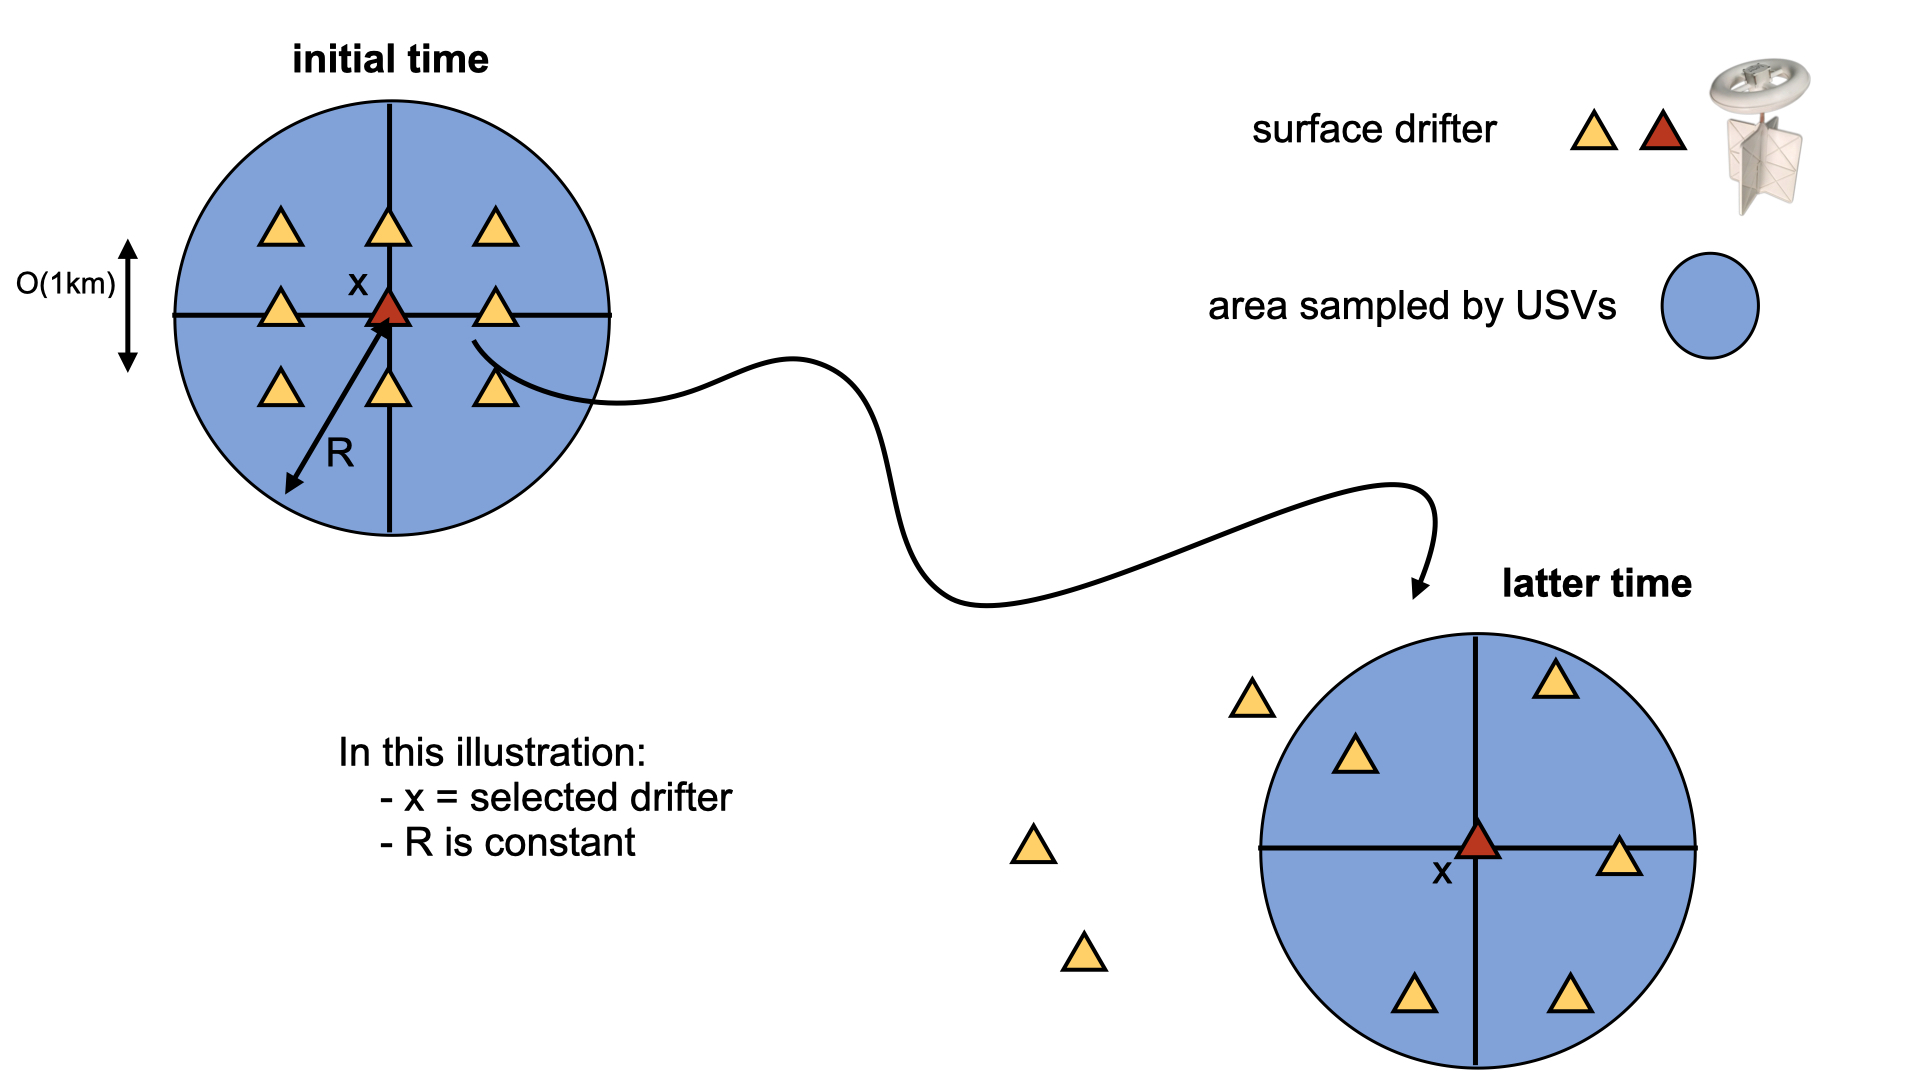 initial time
surface drifter
x
O(1km)
area sampled by USVs
R
latter time
In this illustration:
- x = selected drifter
- R is constant
x